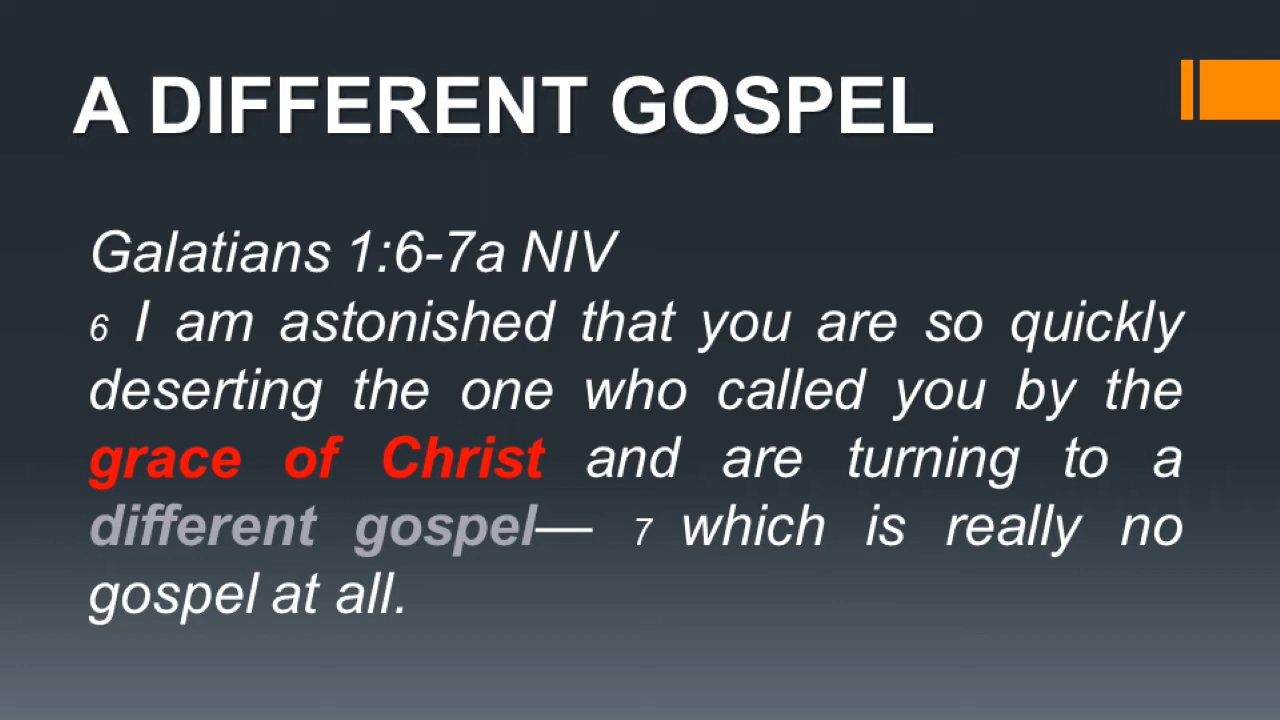 A DIFFERENT GOSPEL
Galatians 1:6-7a NIV
6 I am astonished that you are so quickly
deserting the one who called you by the
grace of Christ and are turning to a
different gospel— 7 which is really no
gospel at all.